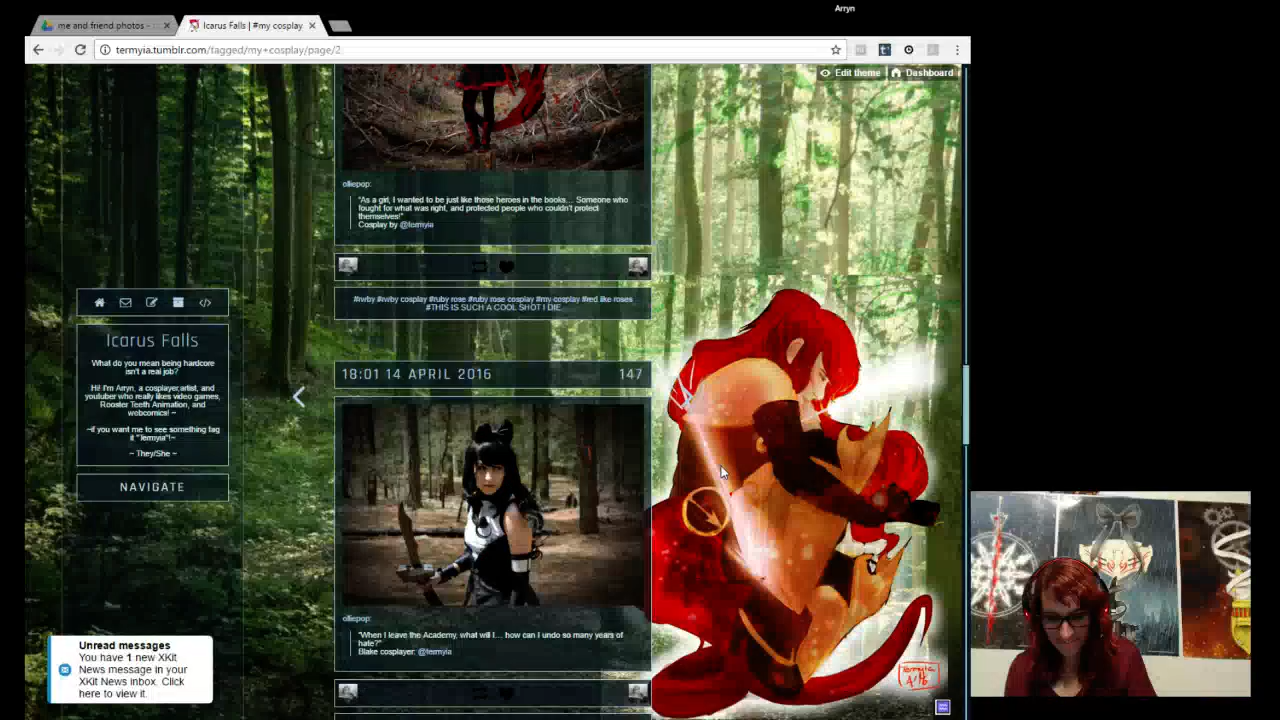 Arryn
me and friend photos -
Icarus Falls | #my cosplay
termyia.tumblr.com/tagged/my+cosplay/page/2
Edit theme
Dashboard
olliepop:
"As a girl, I wanted to be just like those heroes in the books... Someone who
fought for what was right, and protected people who couldn't protect
themselves!"
Cosplay by @termyia
#rwby #rwby cosplay #ruby rose #ruby rose cosplay #my cosplay #red like roses
#THIS IS SUCH A COOL SHOT I DIE
Icarus Falls
What do you mean being hardcore
isn't a real job?
Hi! I'm Arryn, a cosplayer,artist, and
youtuber who really likes video games,
Rooster Teeth Animation, and
webcomics! ~
~if you want me to see something tag
it "Termyia"!~
~ They/She ~
NAVIGATE
18:01 14 APRIL 2016
147
olliepop:
"When I leave the Academy, what will I... how can I undo so many years of
hate?"
Blake cosplayer: @termyia
Unread messages
You have 1 new XKit
News message in your
XKit News inbox. Click
here to view it.
Termyia